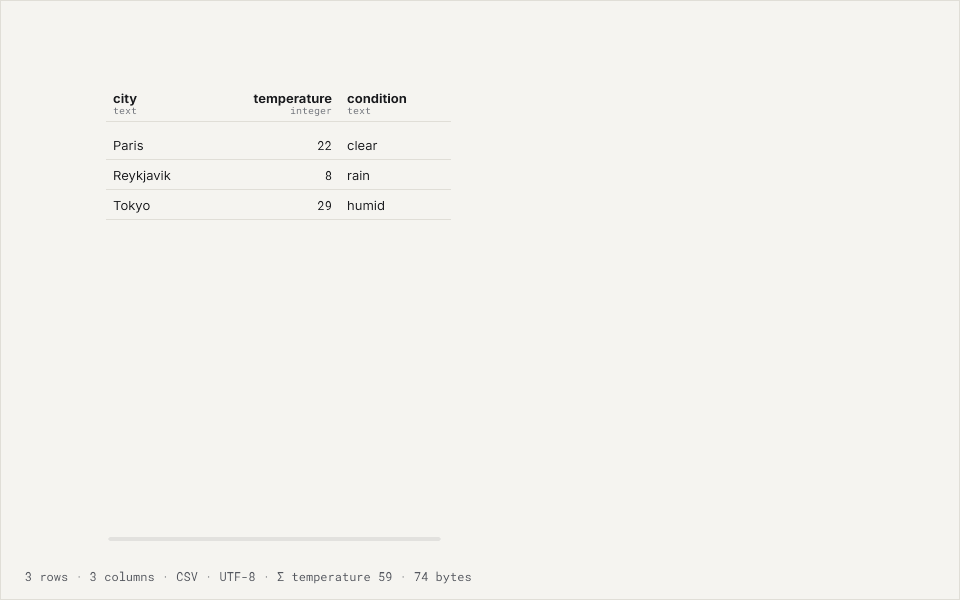 city temperature condition
text integer text
Paris 22 clear
Reykjavik 8 rain
Tokyo 29 humid
3 rows · 3 columns · CSV · UTF-8 · Σ temperature 59 · 74 bytes